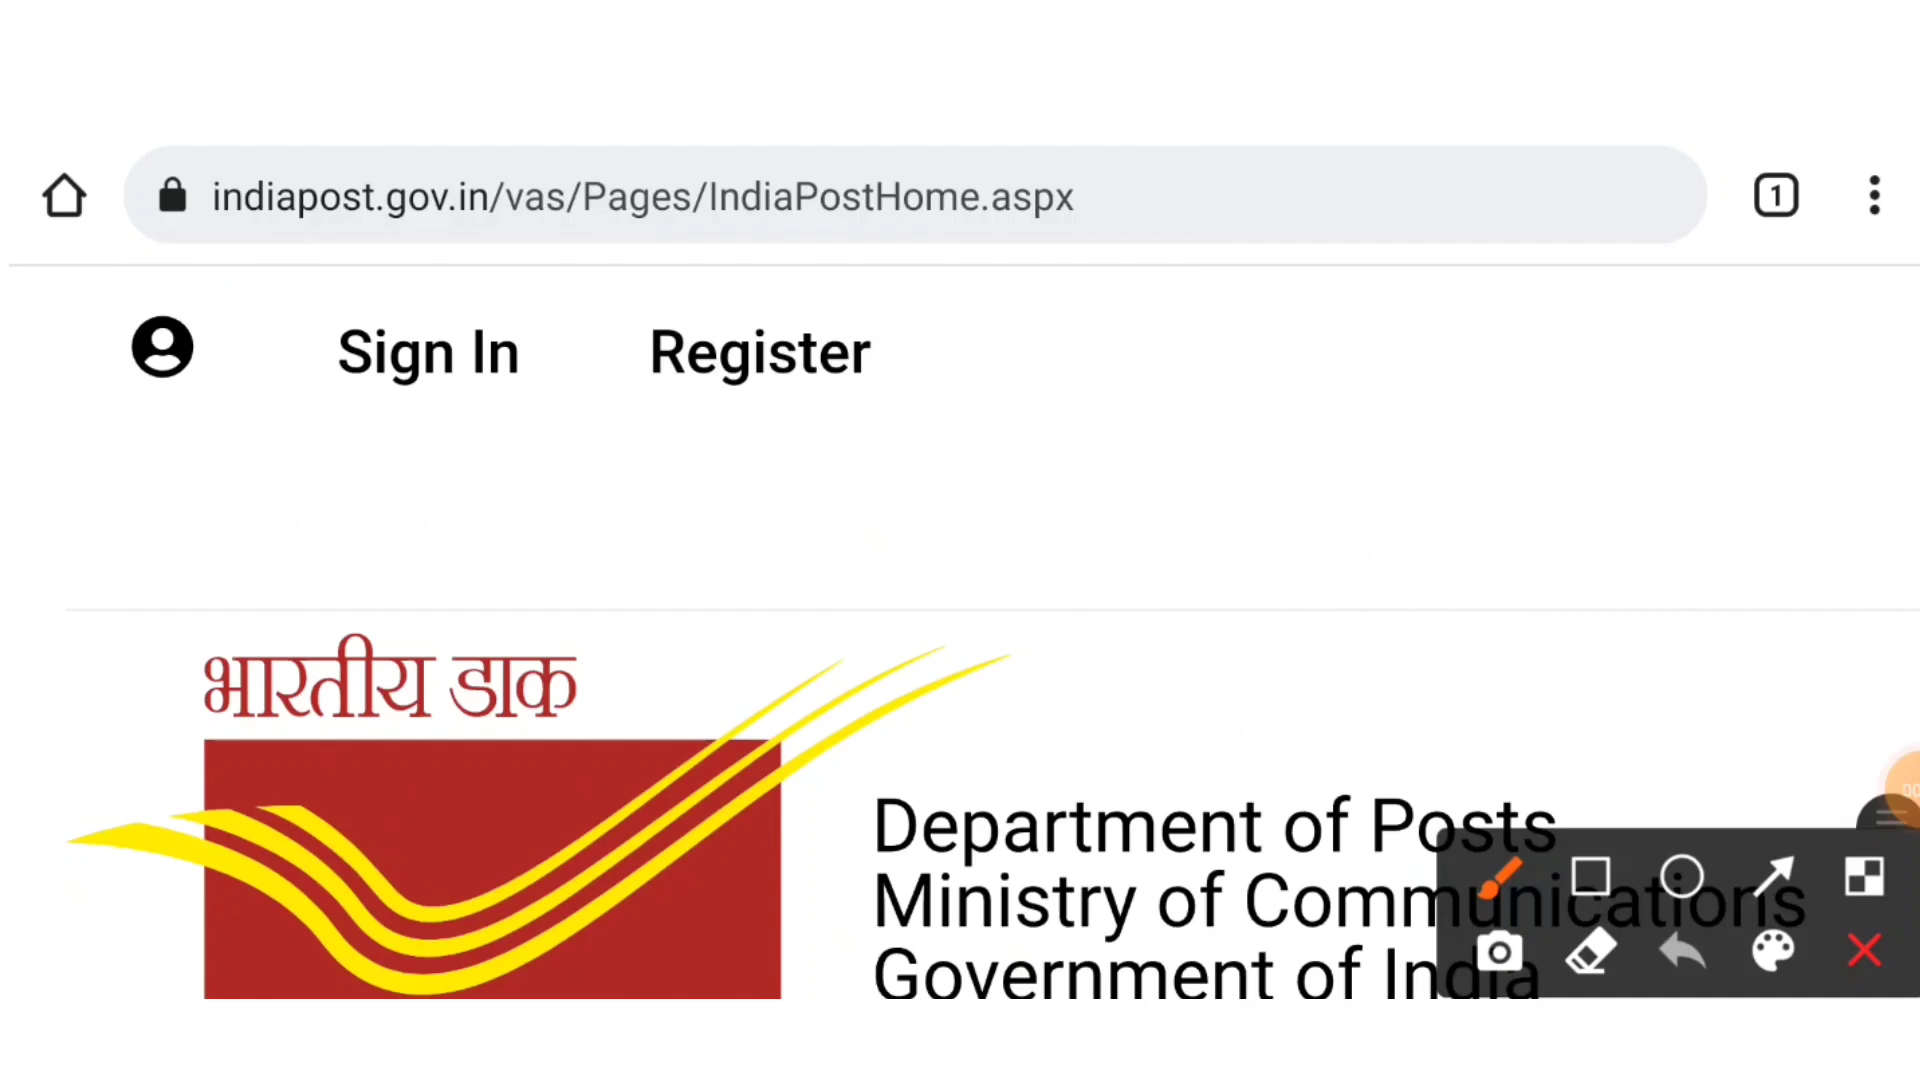 indiapost.gov.in/vas/Pages/IndiaPostHome.aspx
1
Sign In
Register
भारतीय डाक
Department of Posts
Ministry of Communications
Government of India